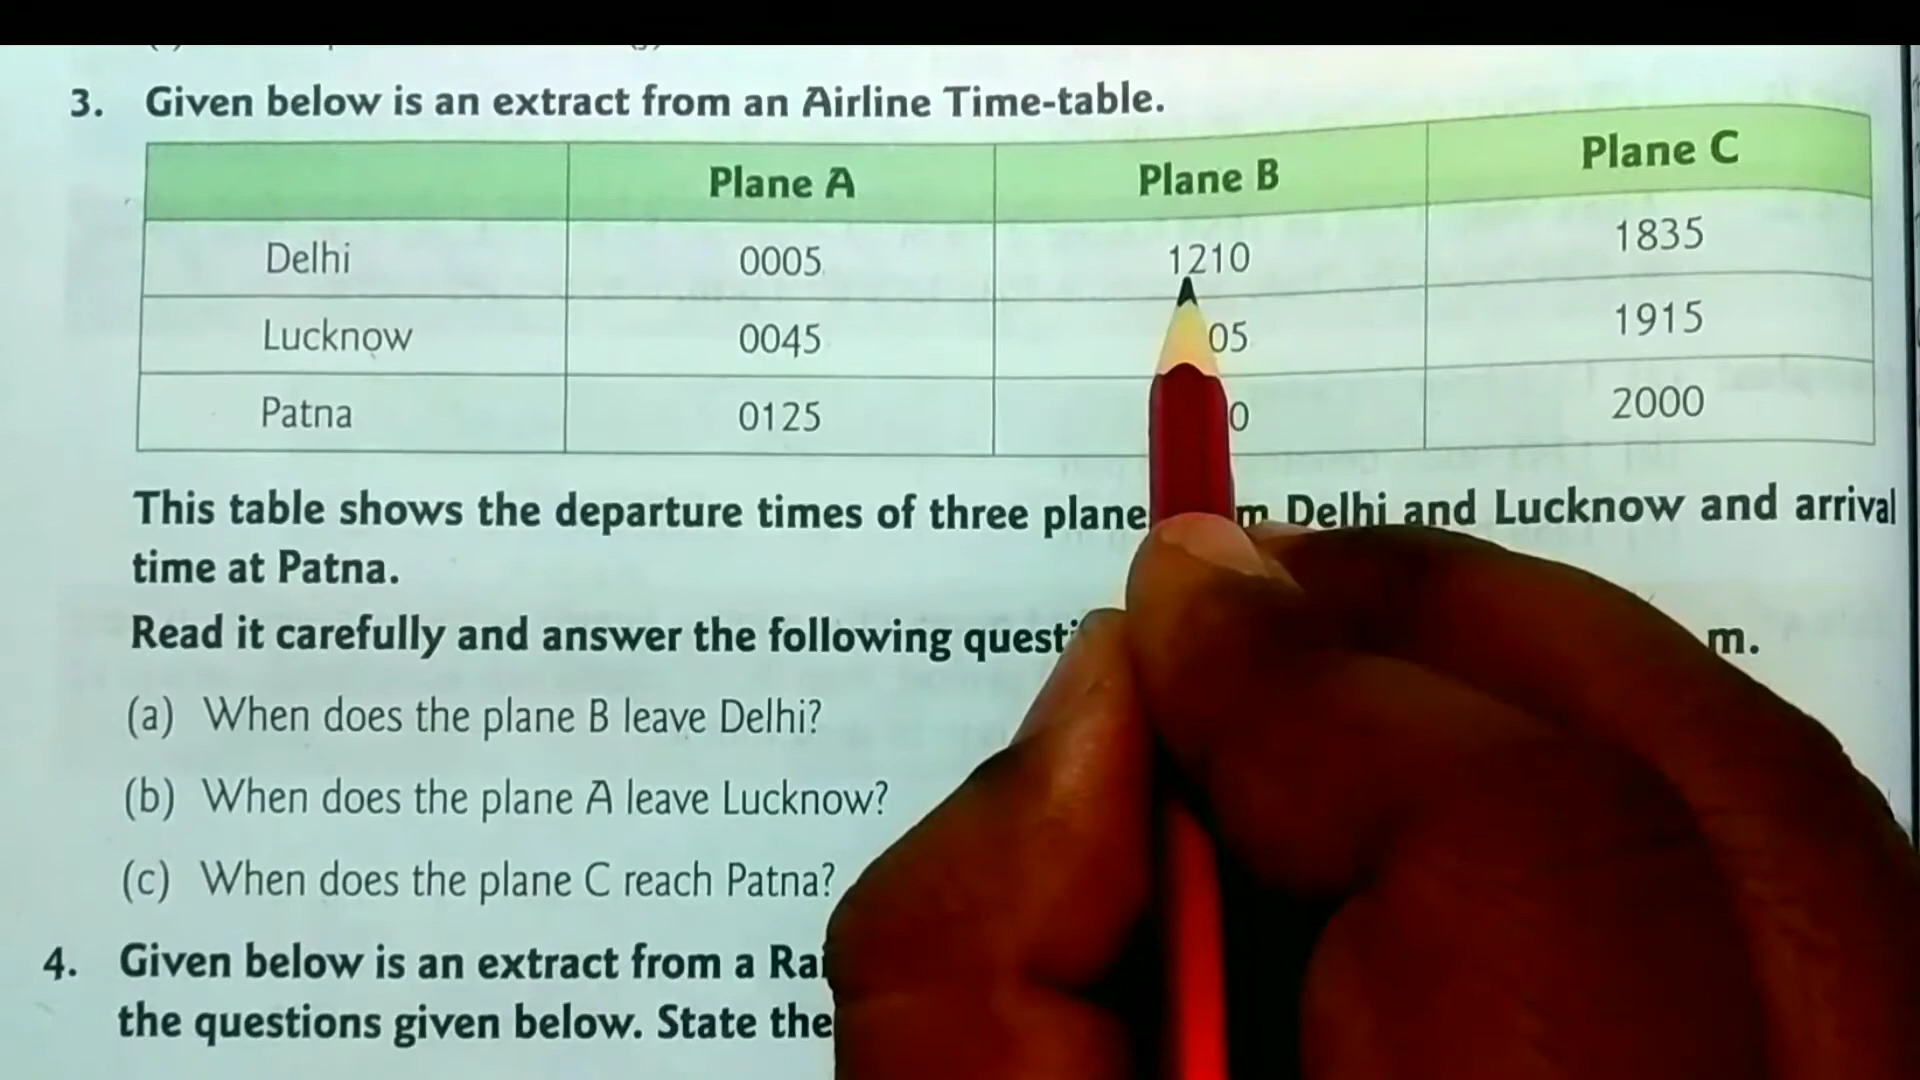 3. Given below is an extract from an Airline Time-table.
Plane A Plane B Plane C
Delhi 0005 1210 1835
Lucknow 0045 05 1915
Patna 0125 0 2000
This table shows the departure times of three plane m Delhi and Lucknow and arrival
time at Patna.
Read it carefully and answer the following questi m.
(a) When does the plane B leave Delhi?
(b) When does the plane A leave Lucknow?
(c) When does the plane C reach Patna?
4. Given below is an extract from a Rai
the questions given below. State the